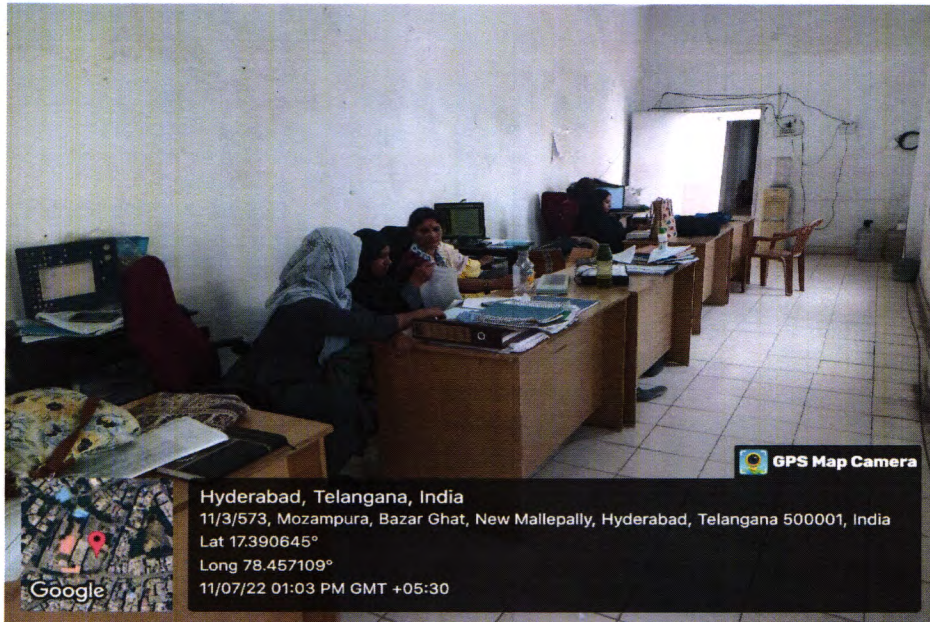 GPS Map Camera
Hyderabad, Telangana, India
11/3/573, Mozampura, Bazar Ghat, New Mallepally, Hyderabad, Telangana 500001, India
Lat 17.390645°
Long 78.457109°
11/07/22 01:03 PM GMT +05:30
Google